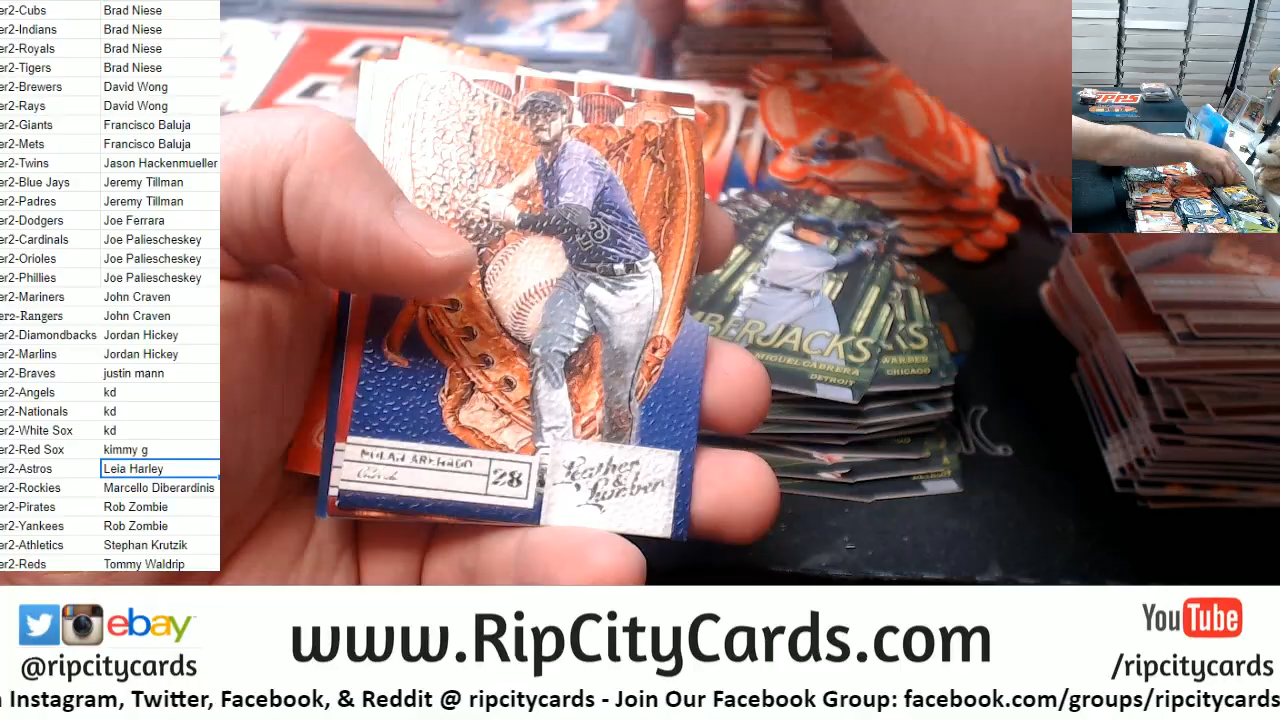 er2-Cubs Brad Niese
er2-Indians Brad Niese
er2-Royals Brad Niese
er2-Tigers Brad Niese
er2-Brewers David Wong
er2-Rays David Wong
er2-Giants Francisco Baluja
er2-Mets Francisco Baluja
er2-Twins Jason Hackenmueller
er2-Blue Jays Jeremy Tillman
er2-Padres Jeremy Tillman
er2-Dodgers Joe Ferrara
er2-Cardinals Joe Paliescheskey
er2-Orioles Joe Paliescheskey
er2-Phillies Joe Paliescheskey
er2-Mariners John Craven
er2-Rangers John Craven
er2-Diamondbacks Jordan Hickey
er2-Marlins Jordan Hickey
er2-Braves justin mann
er2-Angels kd
er2-Nationals kd
er2-White Sox kd
er2-Red Sox kimmy g
er2-Astros Leia Harley
er2-Rockies Marcello Diberardinis
er2-Pirates Rob Zombie
er2-Yankees Rob Zombie
er2-Athletics Stephan Krutzik
er2-Reds Tommy Waldrip
28
Leather
&
Lumber
BERJACKS
MIGUEL CABRERA
DETROIT
KS
WARBER
CHICAGO
TOPPS
ebay
@ripcitycards
www.RipCityCards.com
YouTube
/ripcitycards
Instagram, Twitter, Facebook, & Reddit @ ripcitycards - Join Our Facebook Group: facebook.com/groups/ripcitycards